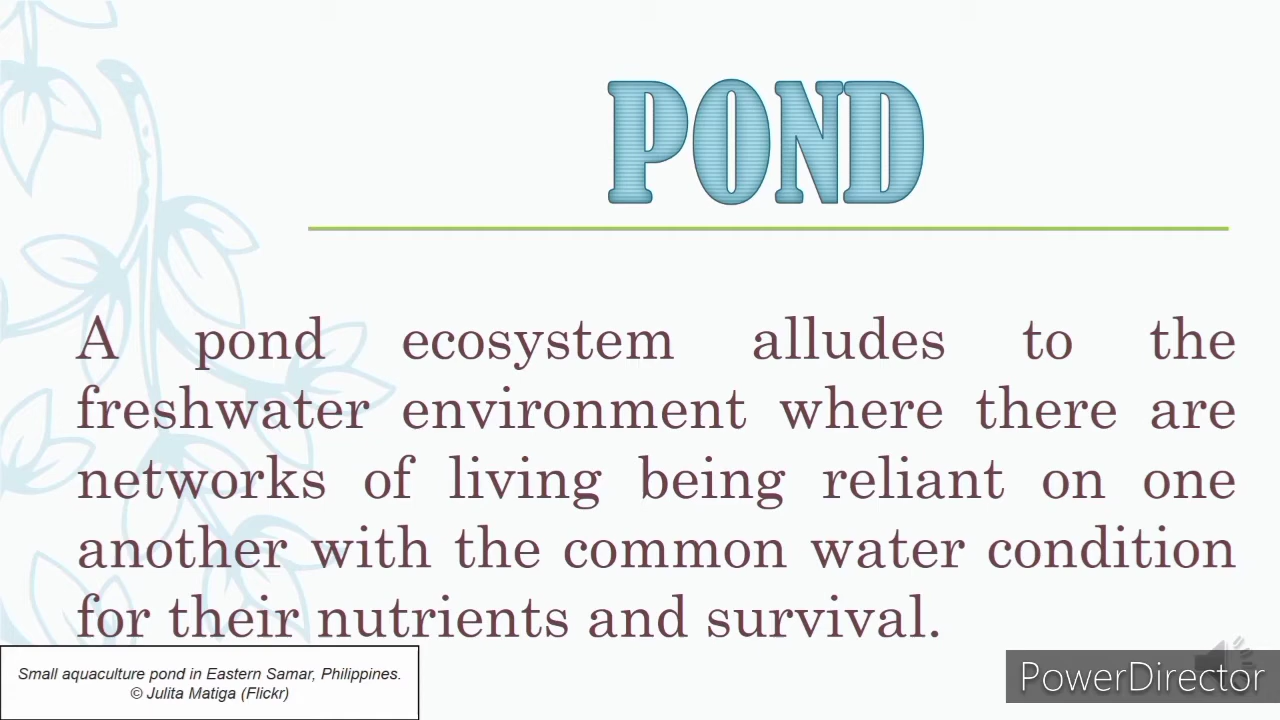 POND
A pond ecosystem alludes to the
freshwater environment where there are
networks of living being reliant on one
another with the common water condition
for their nutrients and survival.
Small aquaculture pond in Eastern Samar, Philippines.
© Julita Matiga (Flickr)
PowerDirector